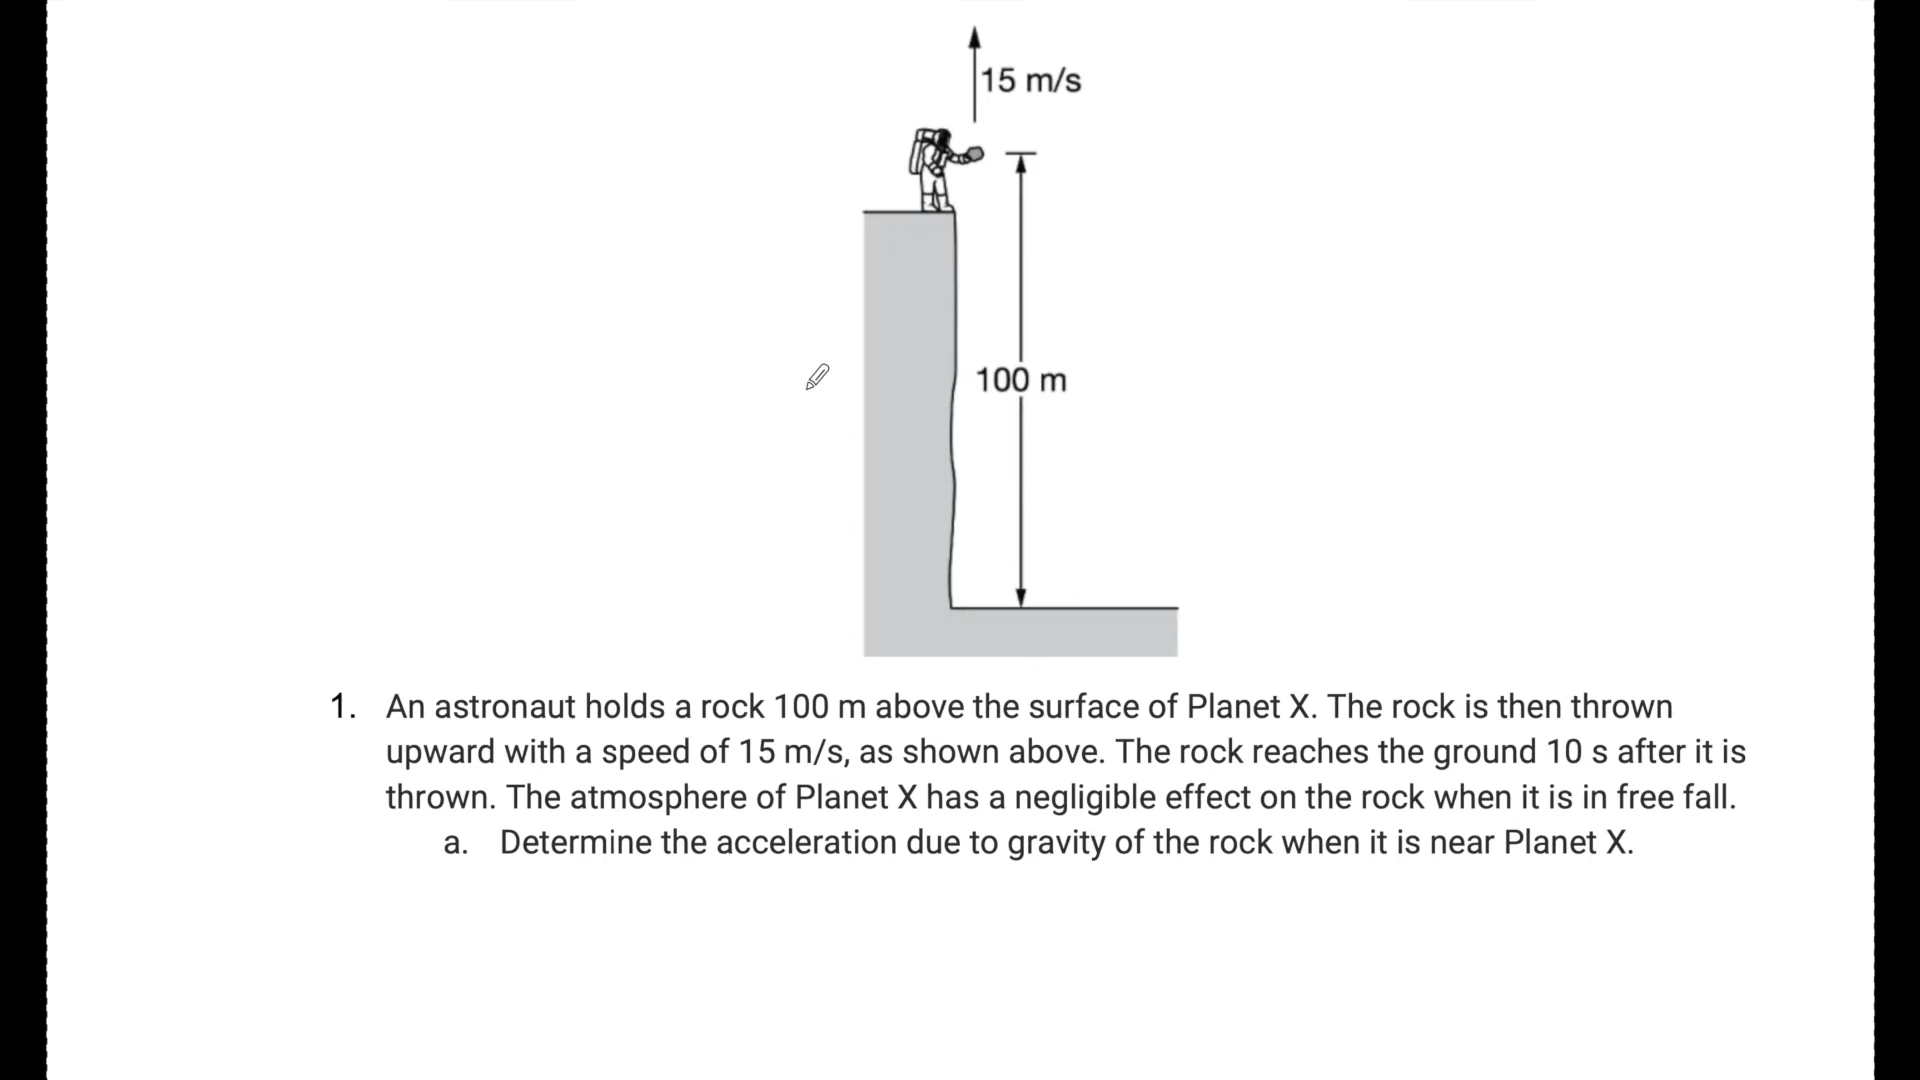 15 m/s
100 m
1. An astronaut holds a rock 100 m above the surface of Planet X. The rock is then thrown
upward with a speed of 15 m/s, as shown above. The rock reaches the ground 10 s after it is
thrown. The atmosphere of Planet X has a negligible effect on the rock when it is in free fall.
a. Determine the acceleration due to gravity of the rock when it is near Planet X.